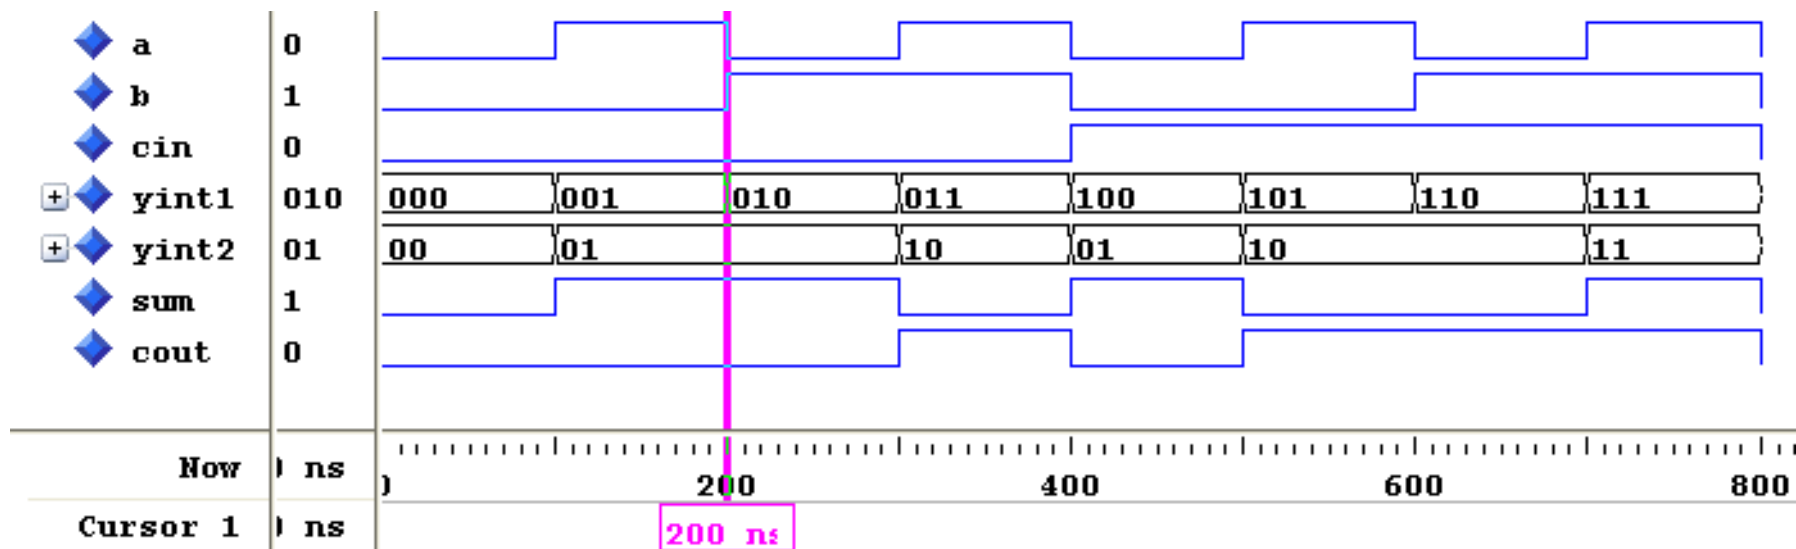 a 0
b 1
cin 0
+ yint1 010 000 001 010 011 100 101 110 111
+ yint2 01 00 01 10 01 10 11
sum 1
cout 0
Now ns
200 400 600 800
Cursor 1 ns
200 ns